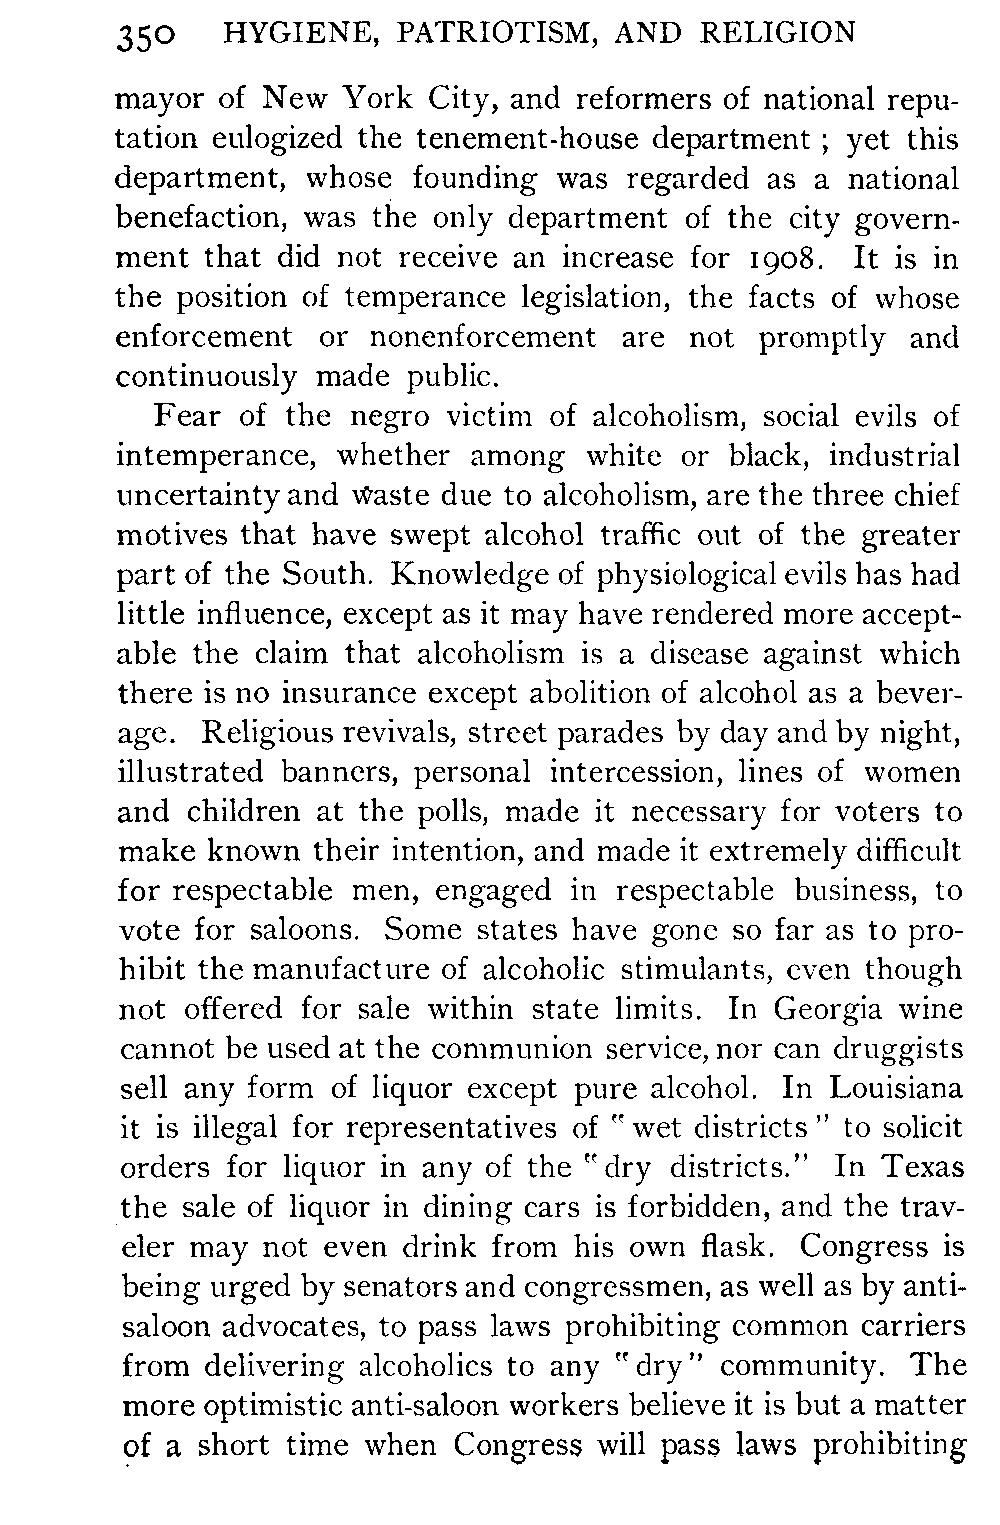 350 HYGIENE, PATRIOTISM, AND RELIGION
mayor of New York City, and reformers of national repu-
tation eulogized the tenement-house department ; yet this
department, whose founding was regarded as a national
benefaction, was the only department of the city govern-
ment that did not receive an increase for 1908. It is in
the position of temperance legislation, the facts of whose
enforcement or nonenforcement are not promptly and
continuously made public.
Fear of the negro victim of alcoholism, social evils of
intemperance, whether among white or black, industrial
uncertainty and waste due to alcoholism, are the three chief
motives that have swept alcohol traffic out of the greater
part of the South. Knowledge of physiological evils has had
little influence, except as it may have rendered more accept-
able the claim that alcoholism is a disease against which
there is no insurance except abolition of alcohol as a bever-
age. Religious revivals, street parades by day and by night,
illustrated banners, personal intercession, lines of women
and children at the polls, made it necessary for voters to
make known their intention, and made it extremely difficult
for respectable men, engaged in respectable business, to
vote for saloons. Some states have gone so far as to pro-
hibit the manufacture of alcoholic stimulants, even though
not offered for sale within state limits. In Georgia wine
cannot be used at the communion service, nor can druggists
sell any form of liquor except pure alcohol. In Louisiana
it is illegal for representatives of "wet districts" to solicit
orders for liquor in any of the "dry districts." In Texas
the sale of liquor in dining cars is forbidden, and the trav-
eler may not even drink from his own flask. Congress is
being urged by senators and congressmen, as well as by anti-
saloon advocates, to pass laws prohibiting common carriers
from delivering alcoholics to any "dry" community. The
more optimistic anti-saloon workers believe it is but a matter
of a short time when Congress will pass laws prohibiting